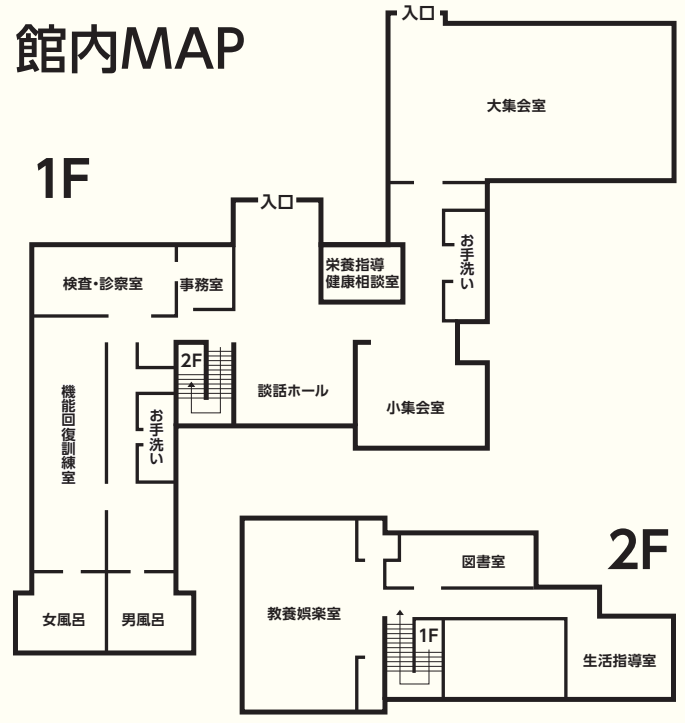 館内MAP
1F
入口
大集会室
入口
お手洗い
栄養指導
健康相談室
検査・診察室
事務室
2F
談話ホール
小集会室
機能回復訓練室
お手洗い
女風呂
男風呂
2F
図書室
教養娯楽室
1F
生活指導室